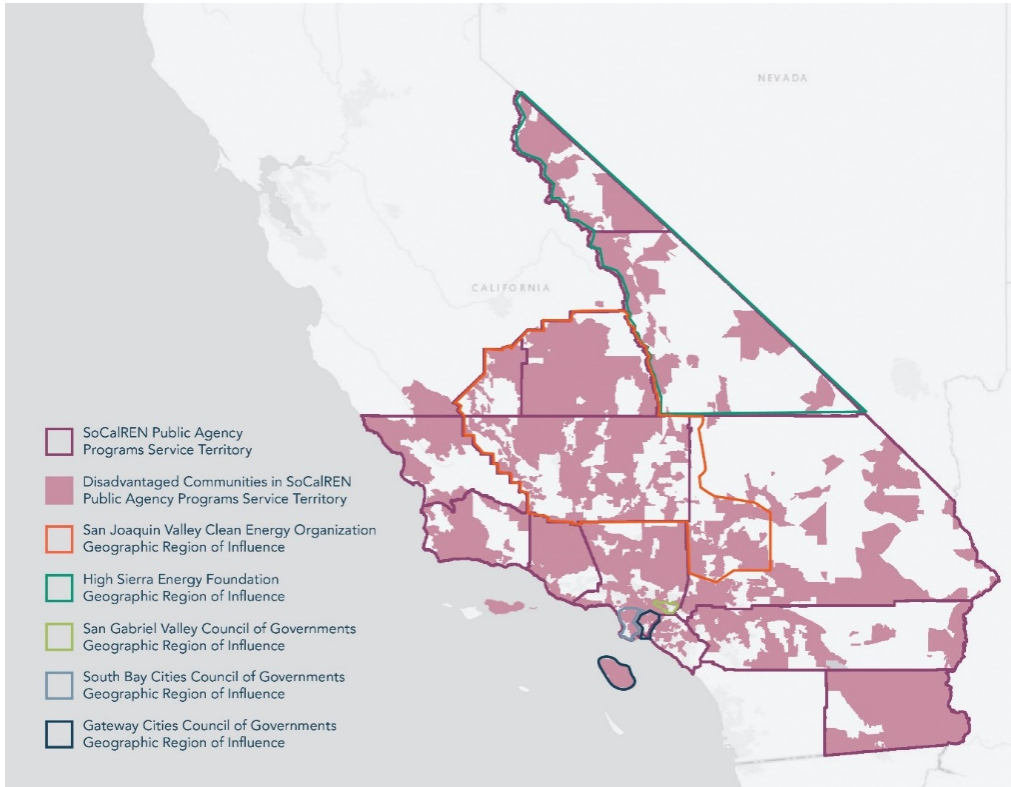 NEVADA
CALIFORNIA
SoCalREN Public Agency
Programs Service Territory
Disadvantaged Communities in SoCalREN
Public Agency Programs Service Territory
San Joaquin Valley Clean Energy Organization
Geographic Region of Influence
High Sierra Energy Foundation
Geographic Region of Influence
San Gabriel Valley Council of Governments
Geographic Region of Influence
South Bay Cities Council of Governments
Geographic Region of Influence
Gateway Cities Council of Governments
Geographic Region of Influence